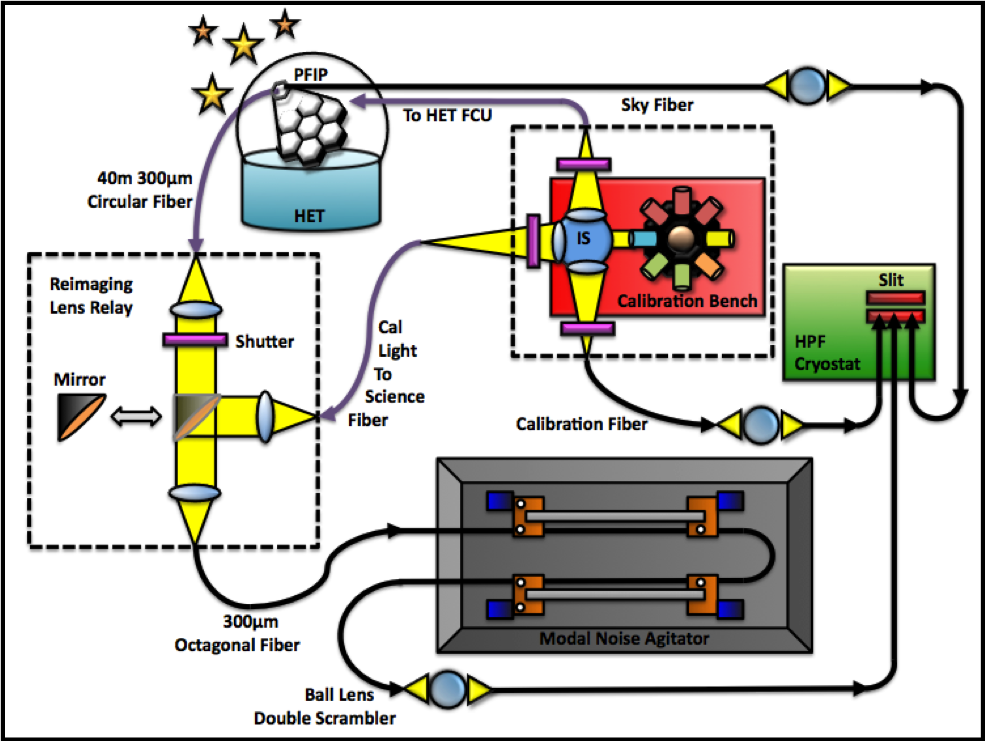 PFIP
Sky Fiber
To HET FCU
40m 300μm
Circular Fiber
HET
IS
Calibration Bench
Reimaging
Lens Relay
Shutter
Mirror
Cal
Light
To
Science
Fiber
Slit
HPF
Cryostat
Calibration Fiber
300μm
Octagonal Fiber
Modal Noise Agitator
Ball Lens
Double Scrambler